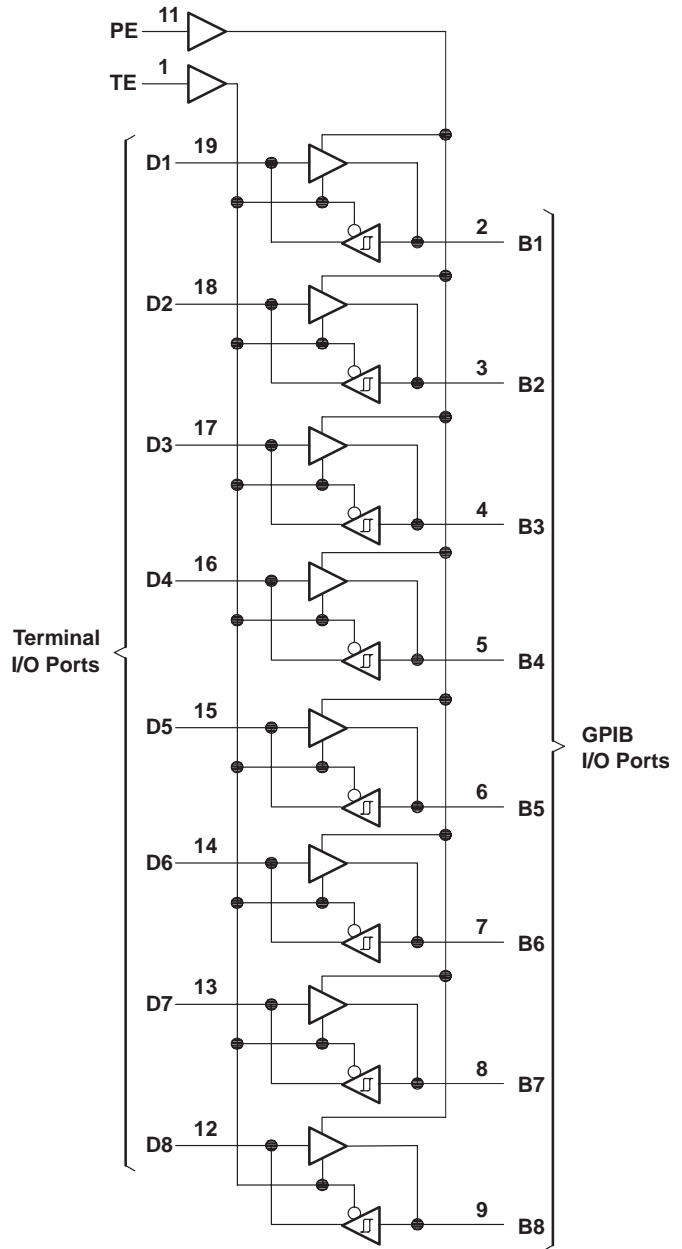 PE 11
TE 1
D1 19
2 B1
D2 18
3 B2
D3 17
4 B3
D4 16
5 B4
Terminal
I/O Ports
D5 15
GPIB
I/O Ports
6 B5
D6 14
7 B6
D7 13
8 B7
D8 12
9 B8